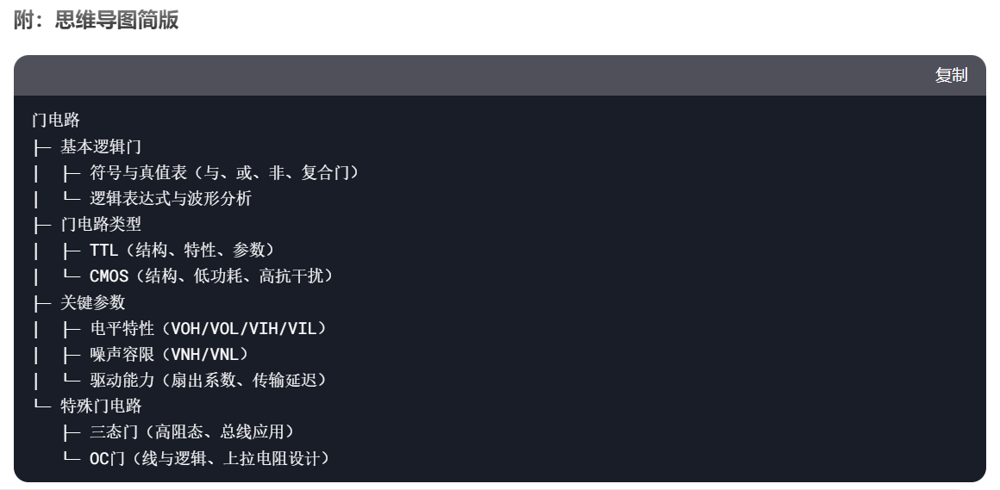 附：思维导图简版
复制
门电路
├─ 基本逻辑门
│  ├─ 符号与真值表（与、或、非、复合门）
│  └─ 逻辑表达式与波形分析
├─ 门电路类型
│  ├─ TTL（结构、特性、参数）
│  └─ CMOS（结构、低功耗、高抗干扰）
├─ 关键参数
│  ├─ 电平特性（VOH/VOL/VIH/VIL）
│  ├─ 噪声容限（VNH/VNL）
│  └─ 驱动能力（扇出系数、传输延迟）
└─ 特殊门电路
   ├─ 三态门（高阻态、总线应用）
   └─ OC门（线与逻辑、上拉电阻设计）